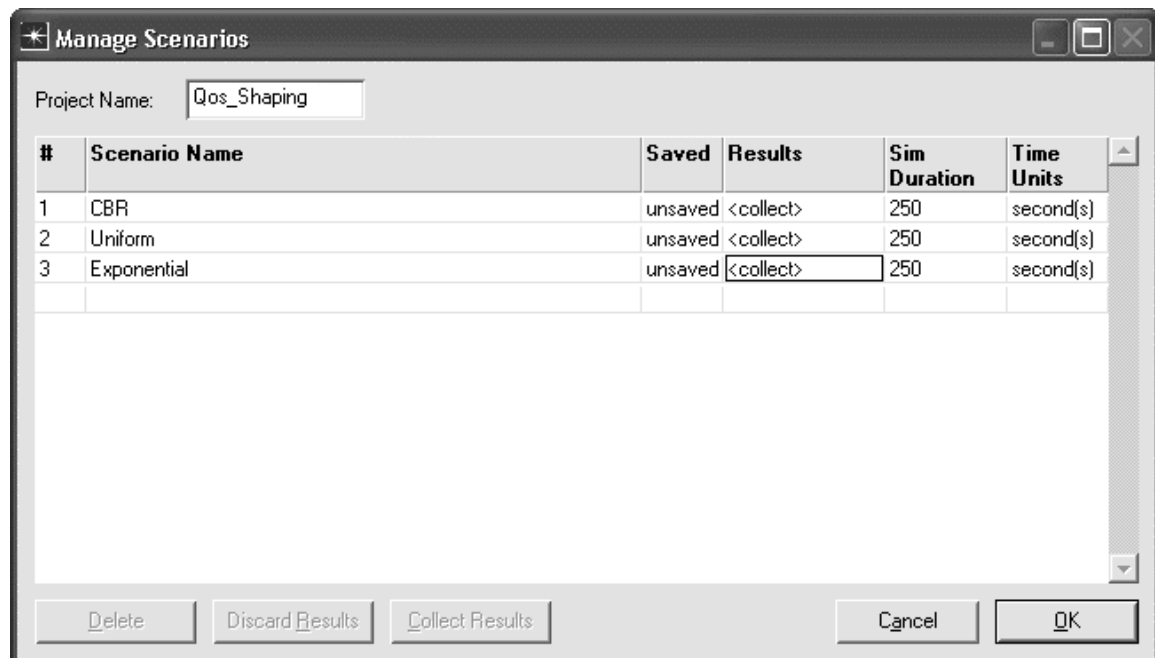 Manage Scenarios
Project Name: Qos_Shaping
# Scenario Name Saved Results Sim Duration Time Units
1 CBR unsaved <collect> 250 second(s)
2 Uniform unsaved <collect> 250 second(s)
3 Exponential unsaved <collect> 250 second(s)
Delete Discard Results Collect Results Cancel OK